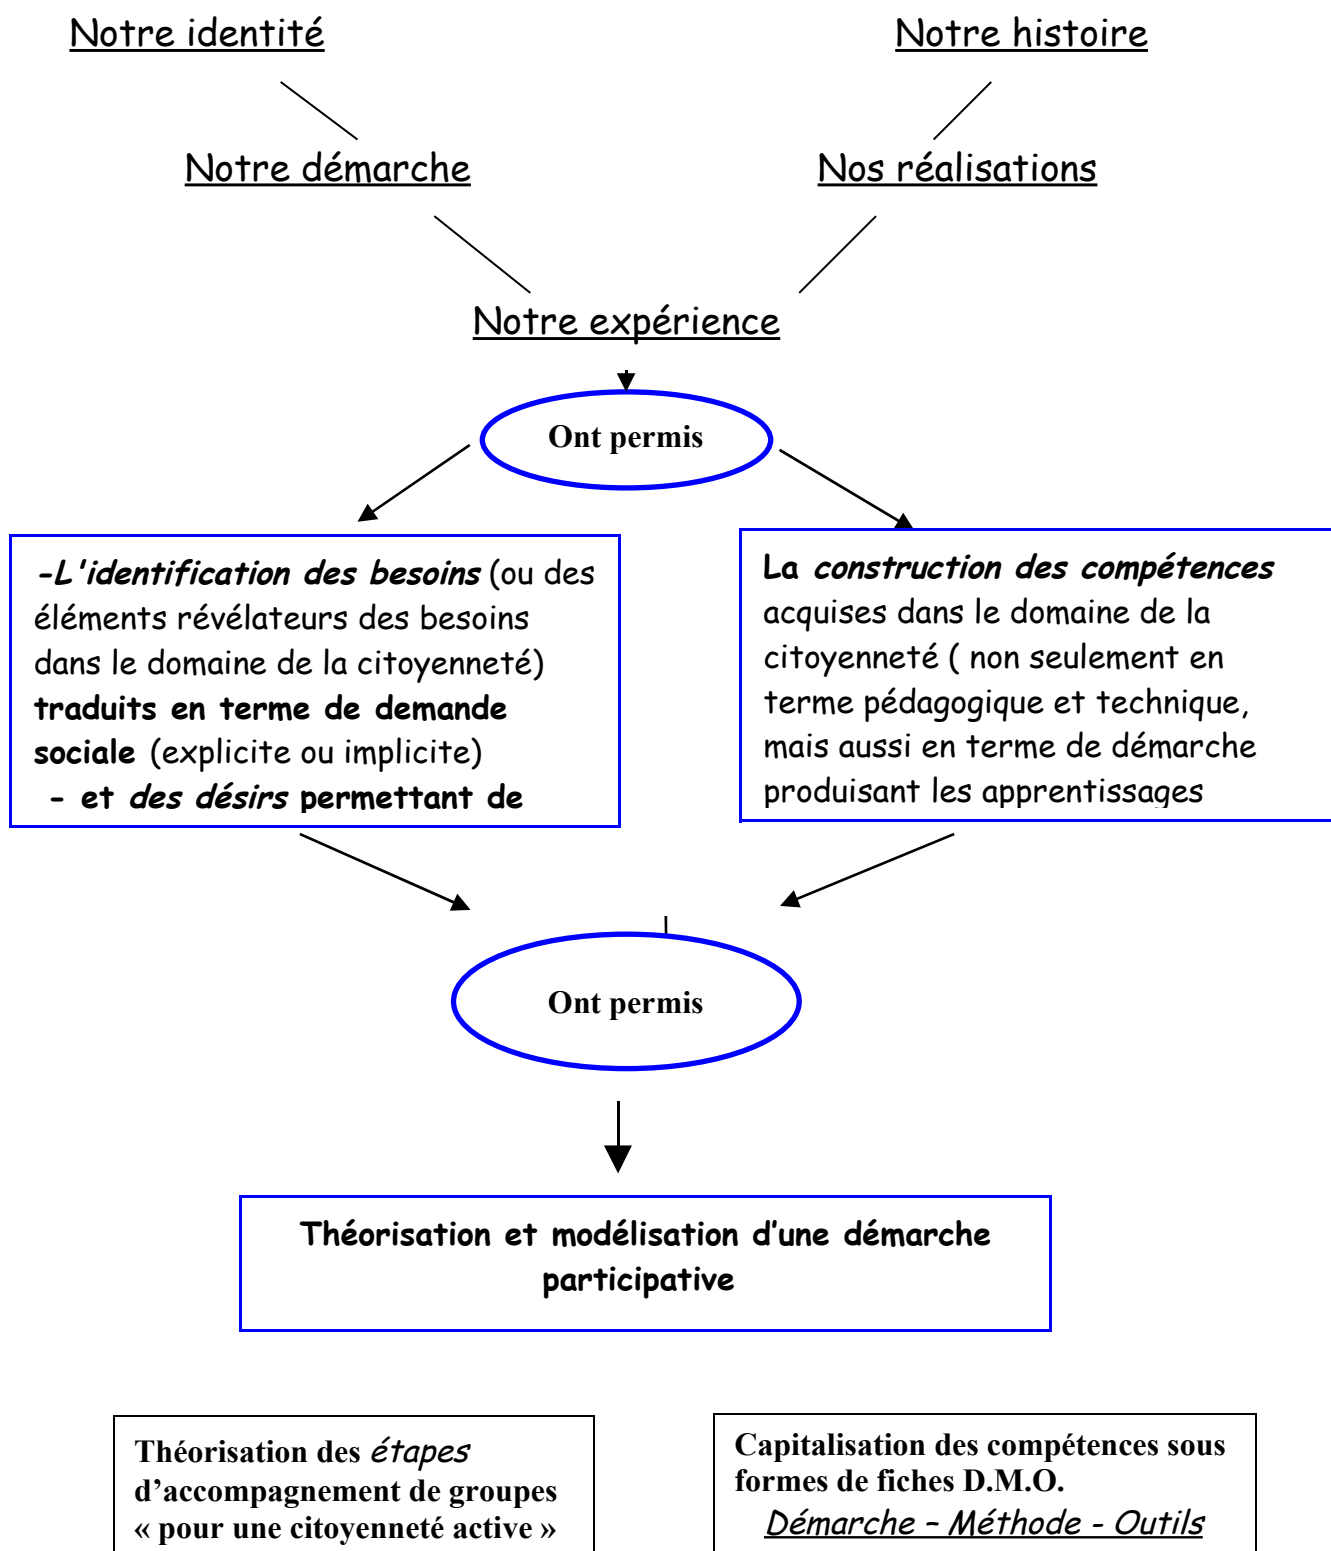 Notre identité
Notre histoire
Notre démarche
Nos réalisations
Notre expérience
Ont permis
-L'identification des besoins (ou des
éléments révélateurs des besoins
dans le domaine de la citoyenneté)
traduits en terme de demande
sociale (explicite ou implicite)
- et des désirs permettant de
La construction des compétences
acquises dans le domaine de la
citoyenneté ( non seulement en
terme pédagogique et technique,
mais aussi en terme de démarche
produisant les apprentissages
Ont permis
Théorisation et modélisation d’une démarche
participative
Théorisation des étapes
d’accompagnement de groupes
« pour une citoyenneté active »
Capitalisation des compétences sous
formes de fiches D.M.O.
Démarche – Méthode - Outils